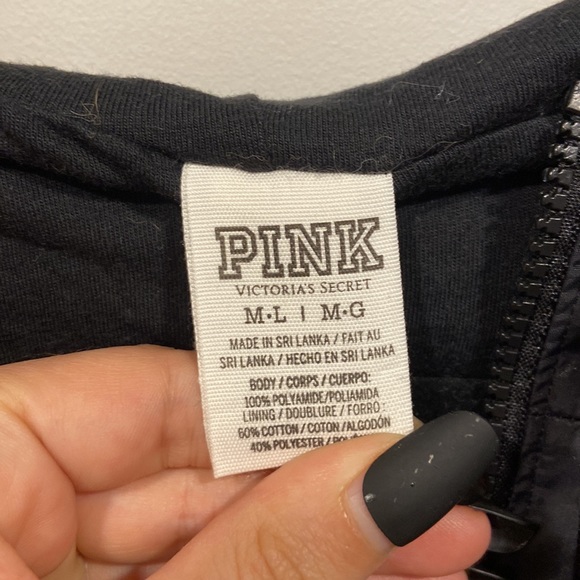 PINK
VICTORIA'S SECRET
M•L | M•G
MADE IN SRI LANKA / FAIT AU
SRI LANKA / HECHO EN SRI LANKA
BODY / CORPS / CUERPO:
100% POLYAMIDE/POLIAMIDA
LINING / DOUBLURE / FORRO
60% COTTON / COTON /ALGODÓN
40% POLYESTER /